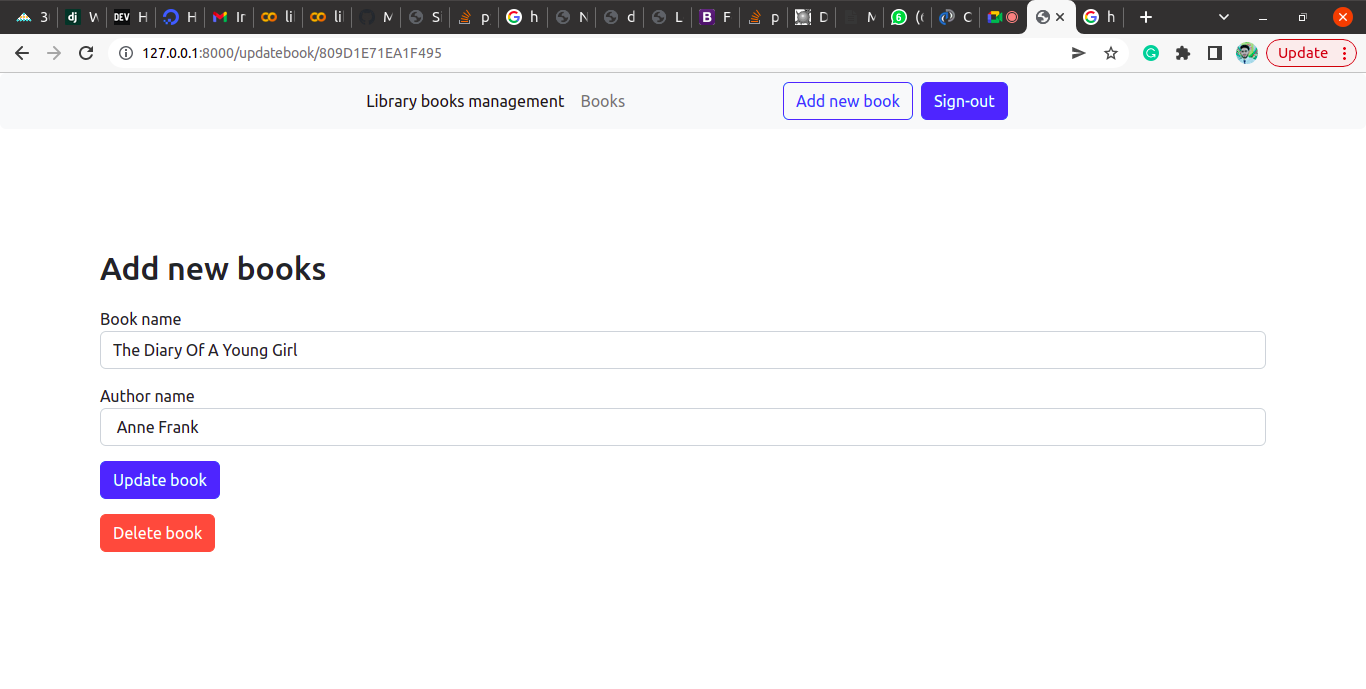 3
W
DEV H
H
Ir
li
li
M
S
p
h
N
d
L
B F
p
D
M
6 (
C
h
127.0.0.1:8000/updatebook/809D1E71EA1F495
Update
Library books management Books Add new book Sign-out
Add new books
Book name
The Diary Of A Young Girl
Author name
Anne Frank
Update book
Delete book